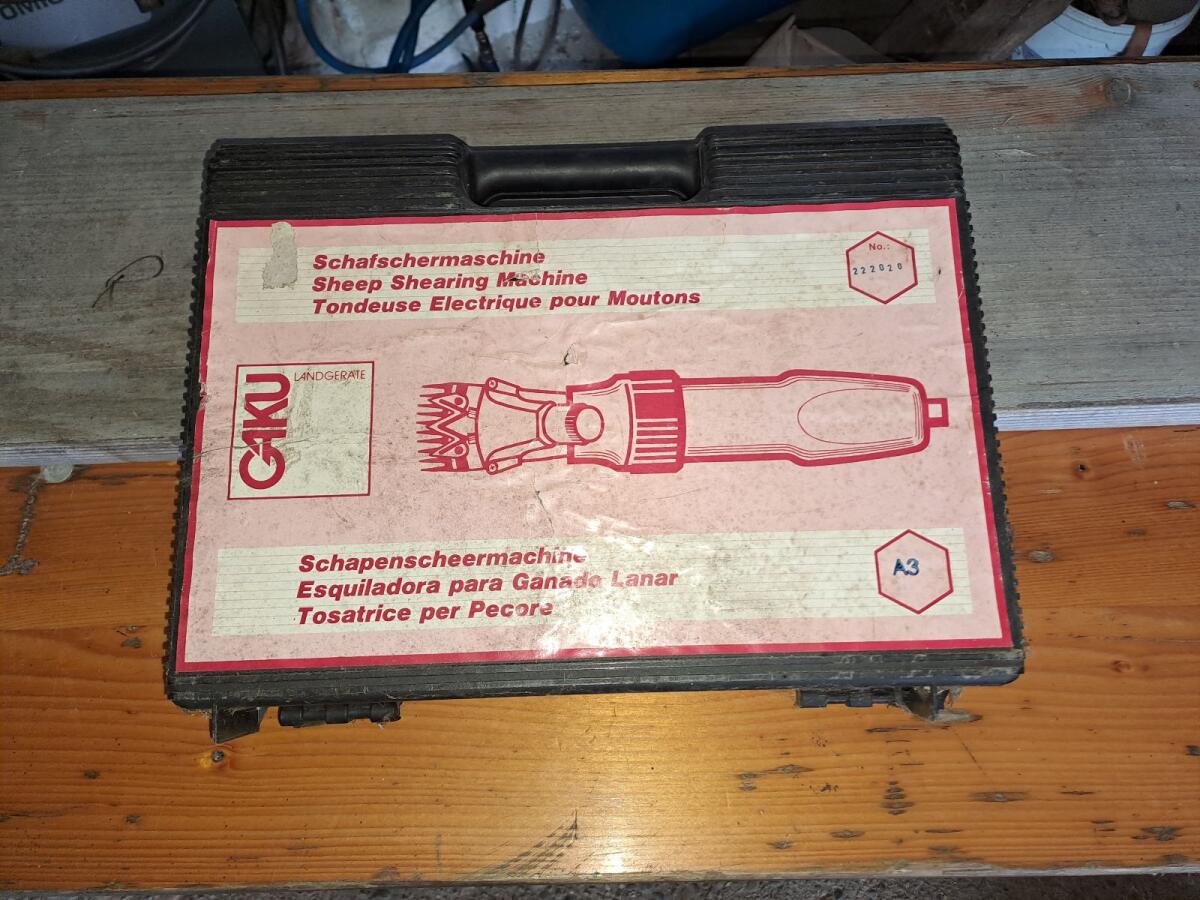 Schafschermaschine
Sheep Shearing Machine
Tondeuse Electrique pour Moutons
No.:
222020
GAKU
LANDGERÄTE
Schapenscheermachine
Esquiladora para Ganado Lanar
Tosatrice per Pecore
A3